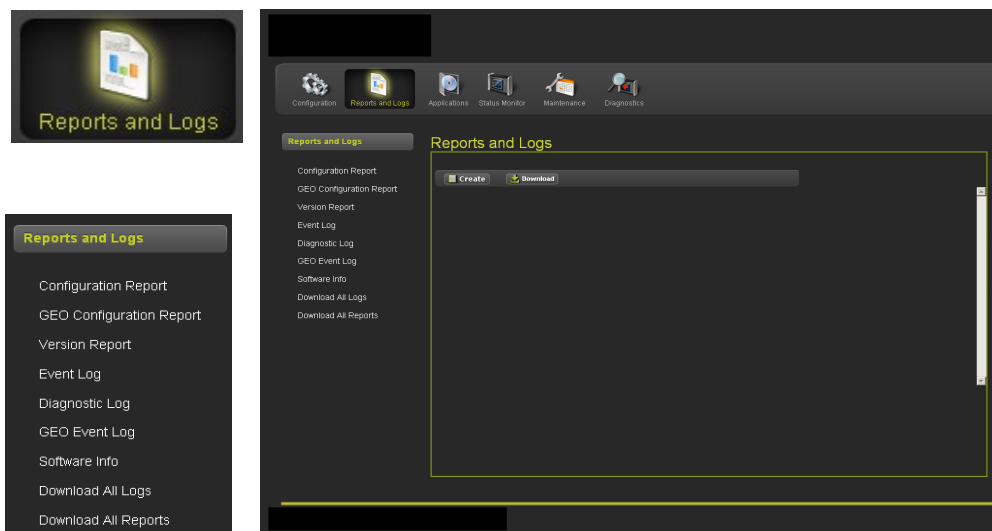 Reports and Logs
Reports and Logs
Configuration Report
GEO Configuration Report
Version Report
Event Log
Diagnostic Log
GEO Event Log
Software Info
Download All Logs
Download All Reports
Configuration
Reports and Logs
Applications
Status Monitor
Maintenance
Diagnostics
Reports and Logs
Configuration Report
GEO Configuration Report
Version Report
Event Log
Diagnostic Log
GEO Event Log
Software Info
Download All Logs
Download All Reports
Reports and Logs
Create
Download